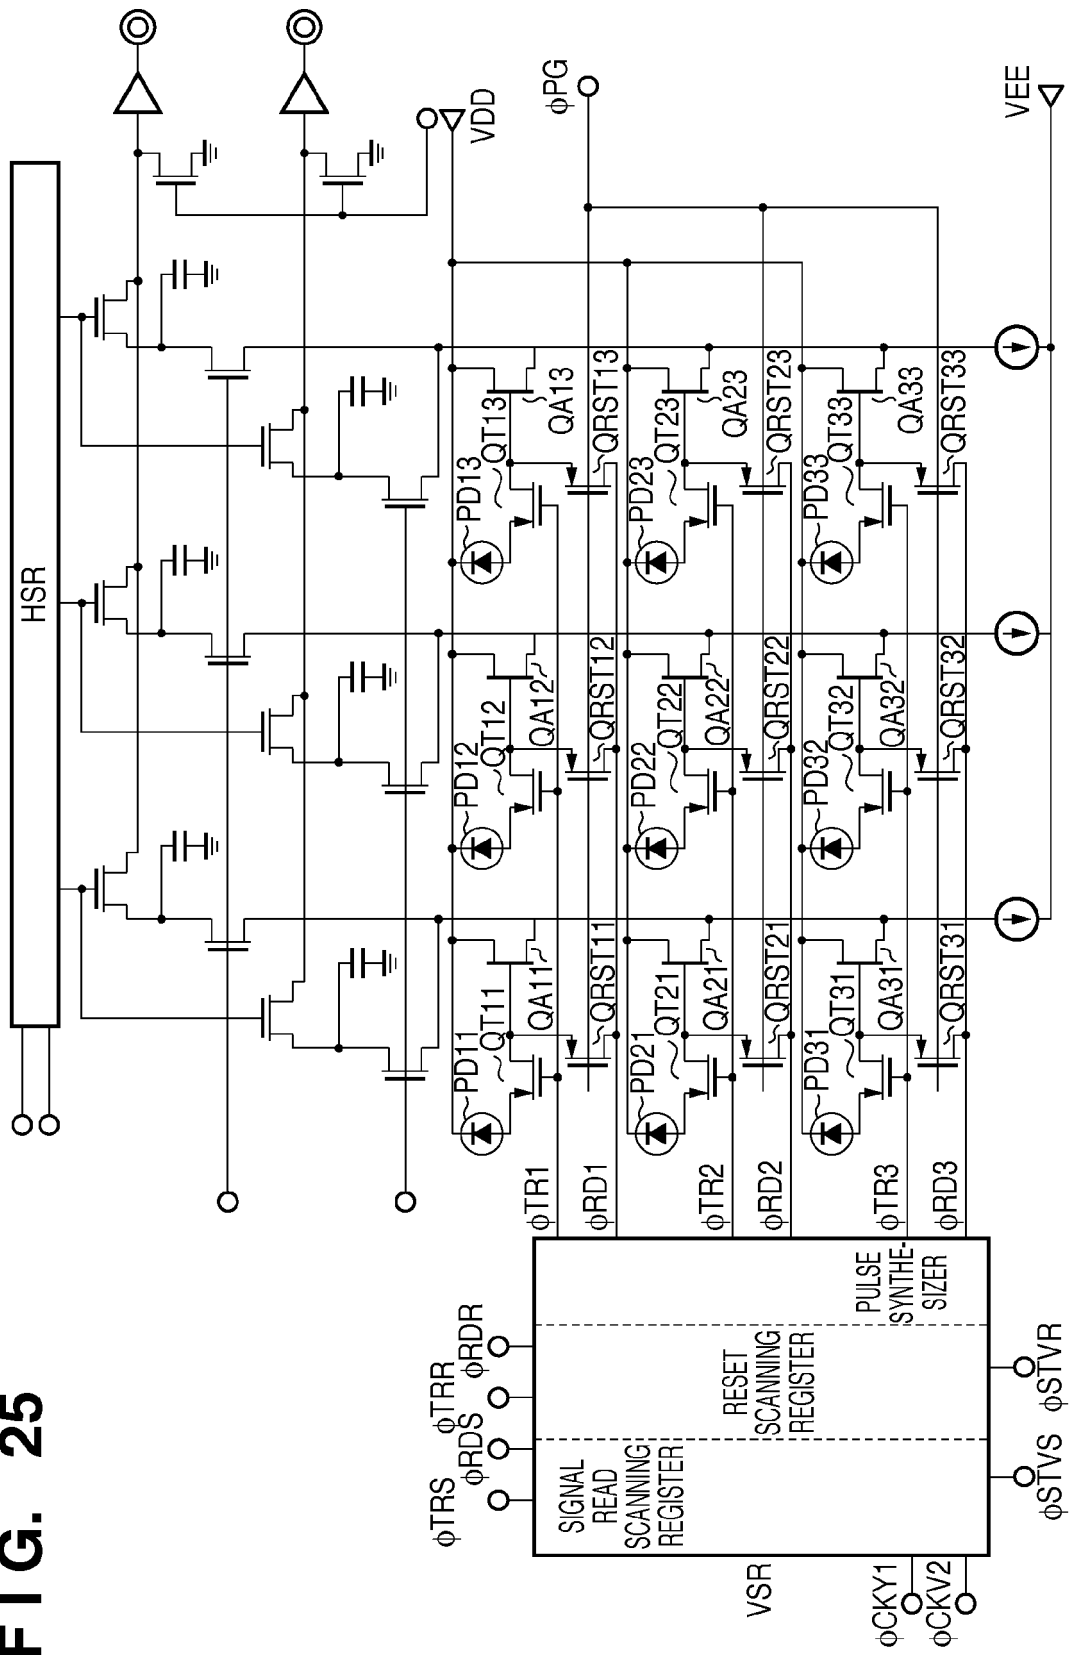 FIG. 25
HSR
VDD
ϕPG
VEE
PD11
QT11
QA11
QRST11
PD12
QT12
QA12
QRST12
PD13
QT13
QA13
QRST13
PD21
QT21
QA21
QRST21
PD22
QT22
QA22
QRST22
PD23
QT23
QA23
QRST23
PD31
QT31
QA31
QRST31
PD32
QT32
QA32
QRST32
PD33
QT33
QA33
QRST33
ϕTR1
ϕRD1
ϕTR2
ϕRD2
ϕTR3
ϕRD3
ϕTRS
ϕRDS
ϕTRR
ϕRDR
SIGNAL
READ
SCANNING
REGISTER
RESET
SCANNING
REGISTER
PULSE
SYNTHE-
SIZER
VSR
ϕCKY1
ϕCKV2
ϕSTVS
ϕSTVR